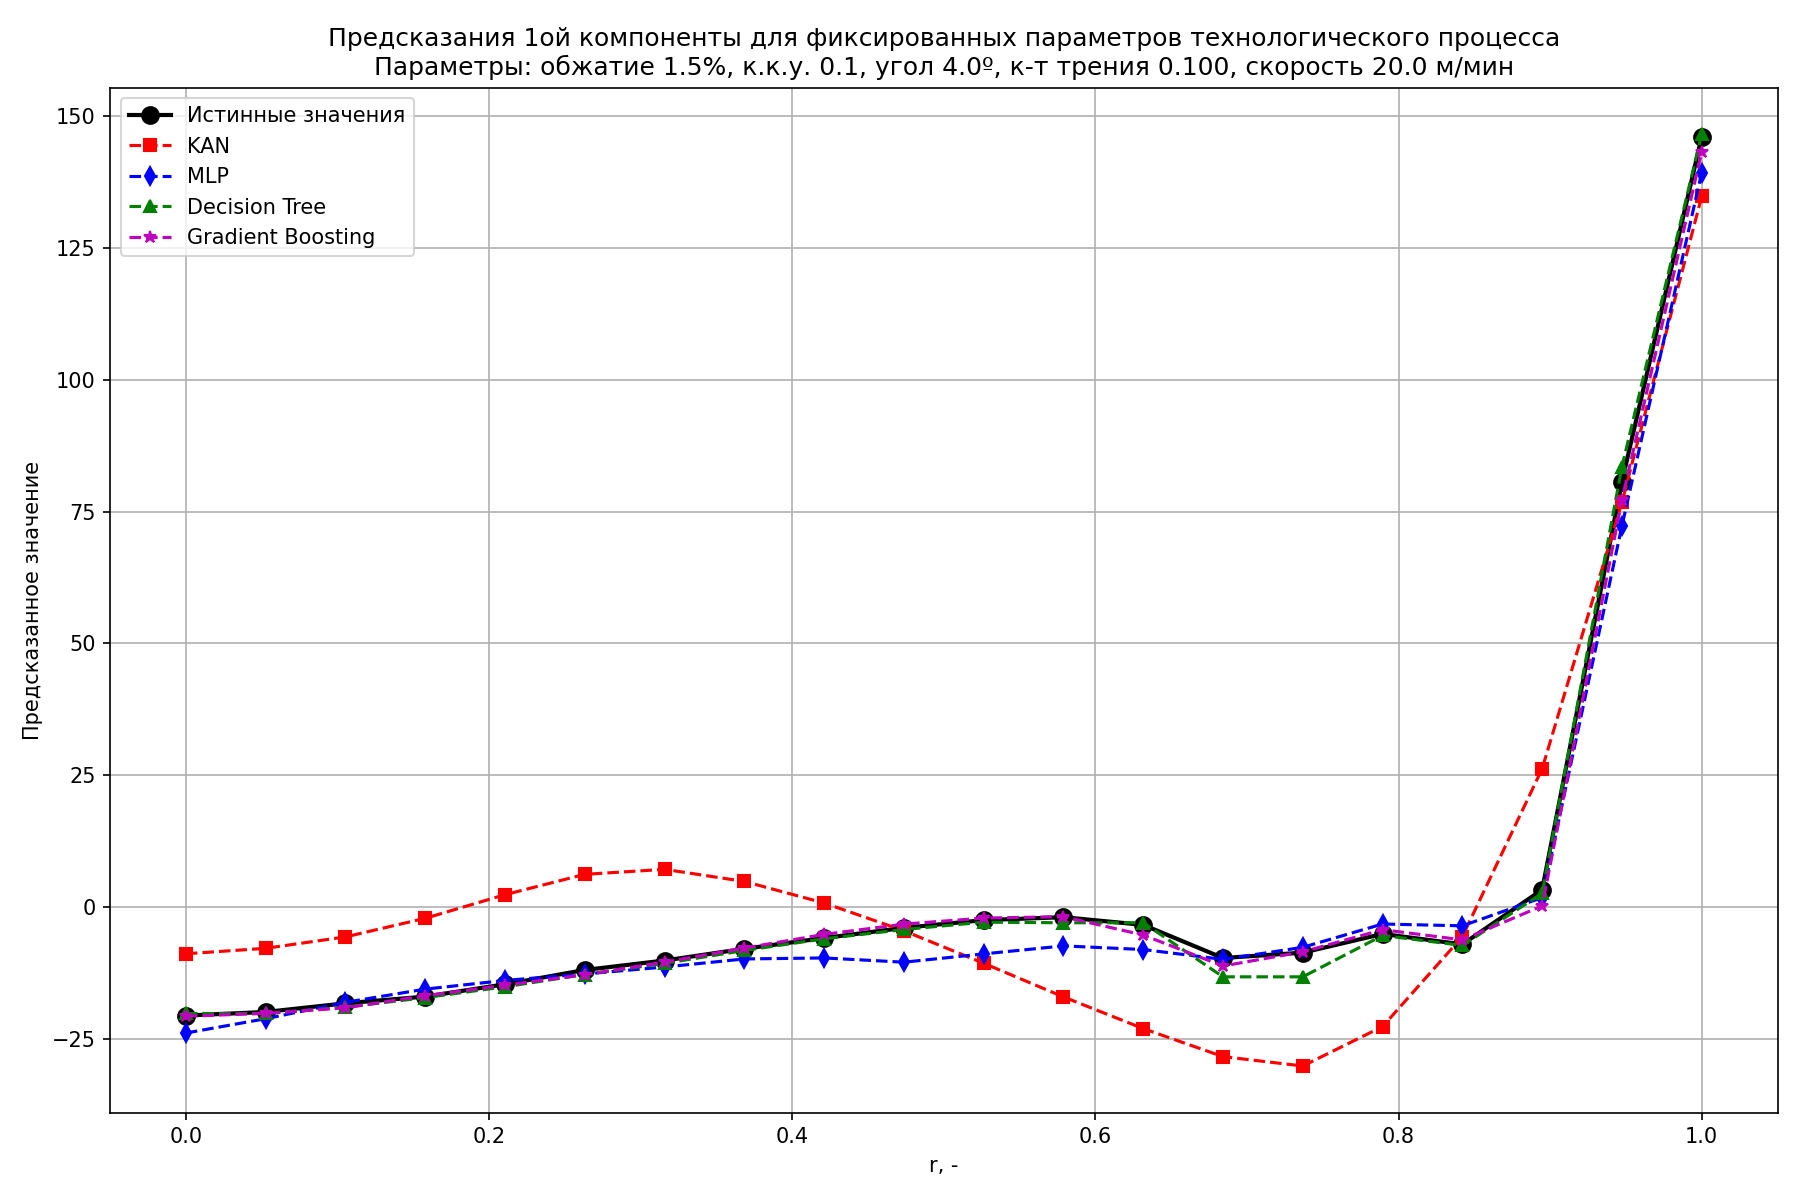 Предсказания 1ой компоненты для фиксированных параметров технологического процесса
Параметры: обжатие 1.5%, к.к.у. 0.1, угол 4.0º, к-т трения 0.100, скорость 20.0 м/мин
Истинные значения
KAN
MLP
Decision Tree
Gradient Boosting
Предсказанное значение
150
125
100
75
50
25
0
−25
0.0
0.2
0.4
0.6
0.8
1.0
r, -